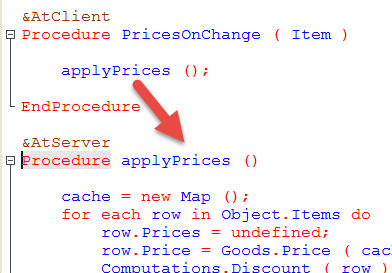 &AtClient
Procedure PricesOnChange ( Item )
applyPrices ();
EndProcedure
&AtServer
Procedure applyPrices ()
cache = new Map ();
for each row in Object.Items do
row.Prices = undefined;
row.Price = Goods.Price ( cac
Computations.Discount ( row )